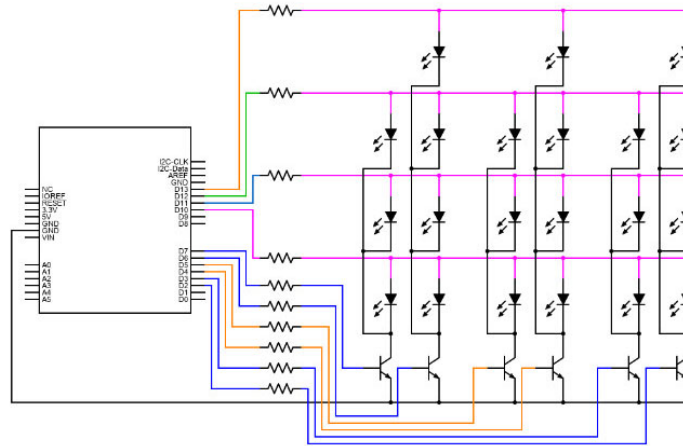 I2C-CLK
I2C-Data
AREF
GND
NC D13
IOREF D12
RESET D11
3.3V D10
5V D9
GND D8
GND
VIN
D7
D6
A0 D5
A1 D4
A2 D3
A3 D2
A4 D1
A5 D0